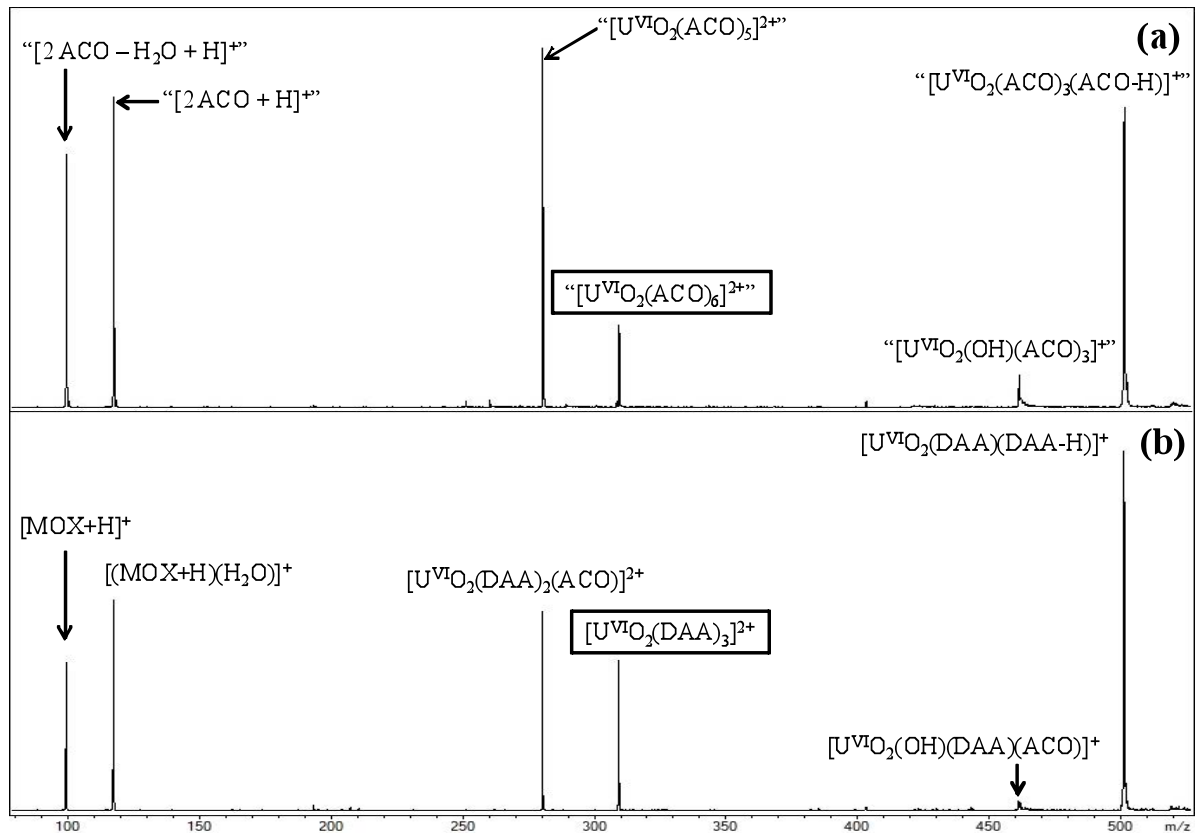 (a)
“[2 ACO – H₂O + H]⁺”
“[2 ACO + H]⁺”
“[UⱽᴵO₂(ACO)₅]²⁺”
“[UⱽᴵO₂(ACO)₆]²⁺”
“[UⱽᴵO₂(ACO)₃(ACO-H)]⁺”
“[UⱽᴵO₂(OH)(ACO)₃]⁺”
(b)
[MOX+H]⁺
[(MOX+H)(H₂O)]⁺
[UⱽᴵO₂(DAA)₂(ACO)]²⁺
[UⱽᴵO₂(DAA)₃]²⁺
[UⱽᴵO₂(DAA)(DAA-H)]⁺
[UⱽᴵO₂(OH)(DAA)(ACO)]⁺
100 150 200 250 300 350 400 450 500 m/z